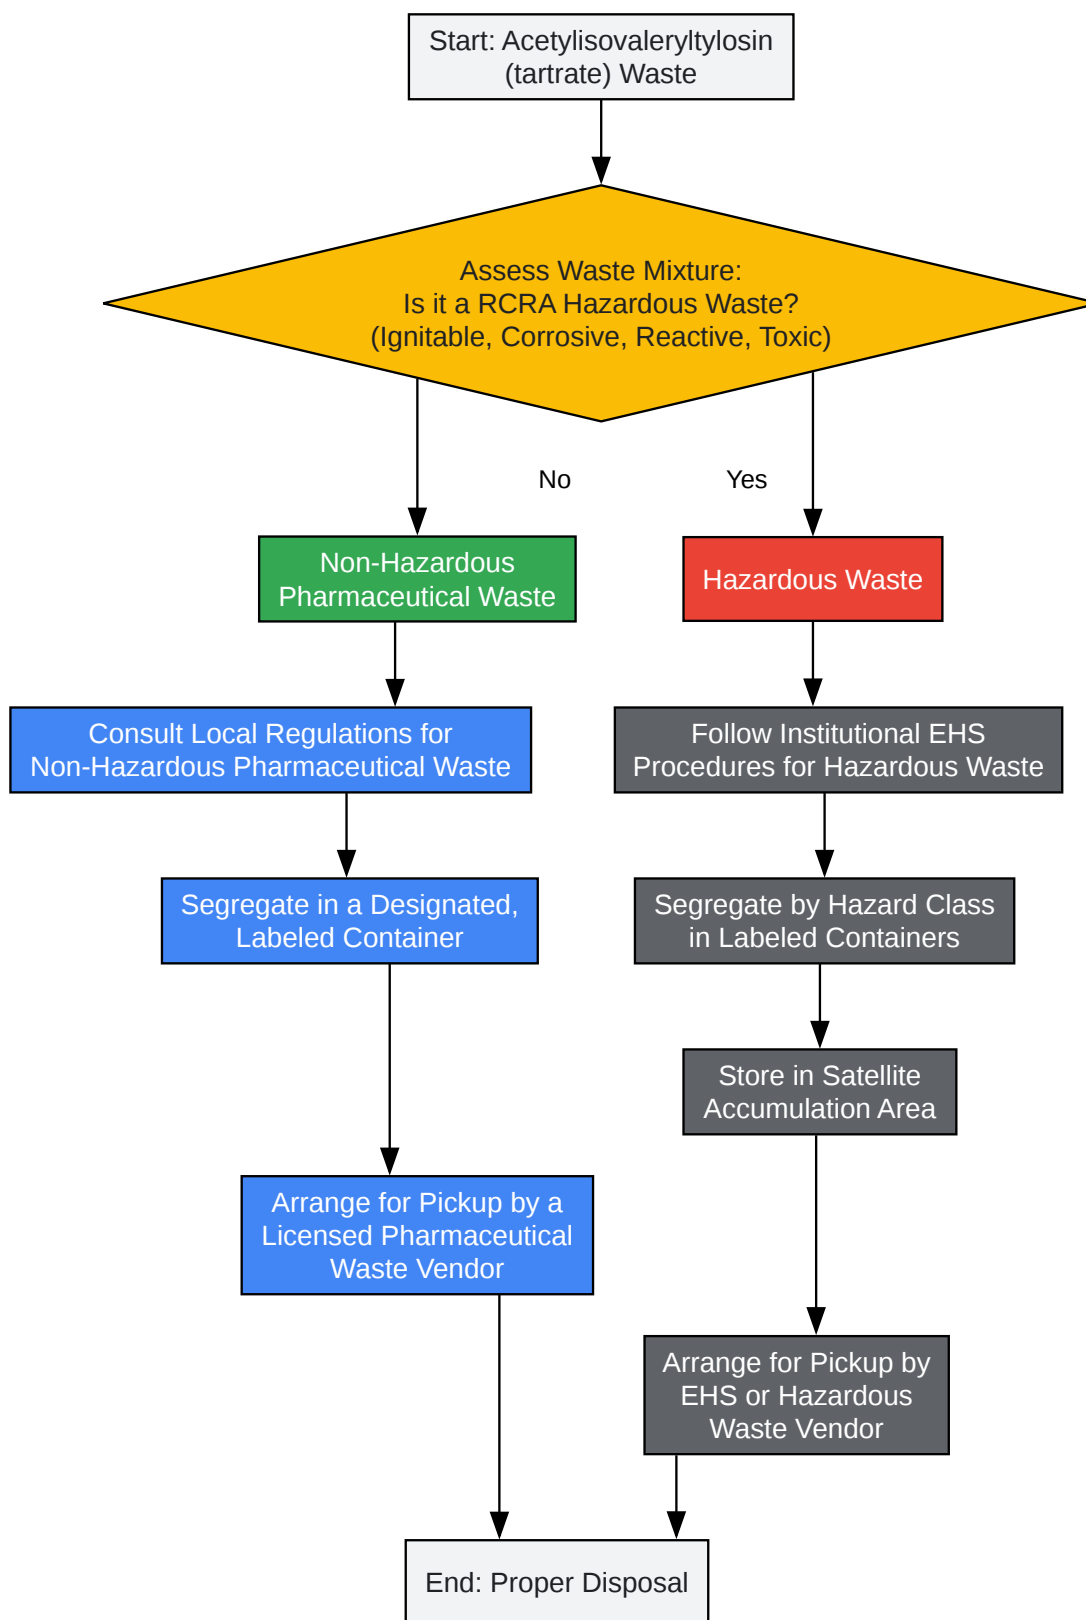 Start: Acetylisovaleryltylosin
(tartrate) Waste
Assess Waste Mixture:
Is it a RCRA Hazardous Waste?
(Ignitable, Corrosive, Reactive, Toxic)
No
Yes
Non-Hazardous
Pharmaceutical Waste
Hazardous Waste
Consult Local Regulations for
Non-Hazardous Pharmaceutical Waste
Follow Institutional EHS
Procedures for Hazardous Waste
Segregate in a Designated,
Labeled Container
Segregate by Hazard Class
in Labeled Containers
Store in Satellite
Accumulation Area
Arrange for Pickup by a
Licensed Pharmaceutical
Waste Vendor
Arrange for Pickup by
EHS or Hazardous
Waste Vendor
End: Proper Disposal